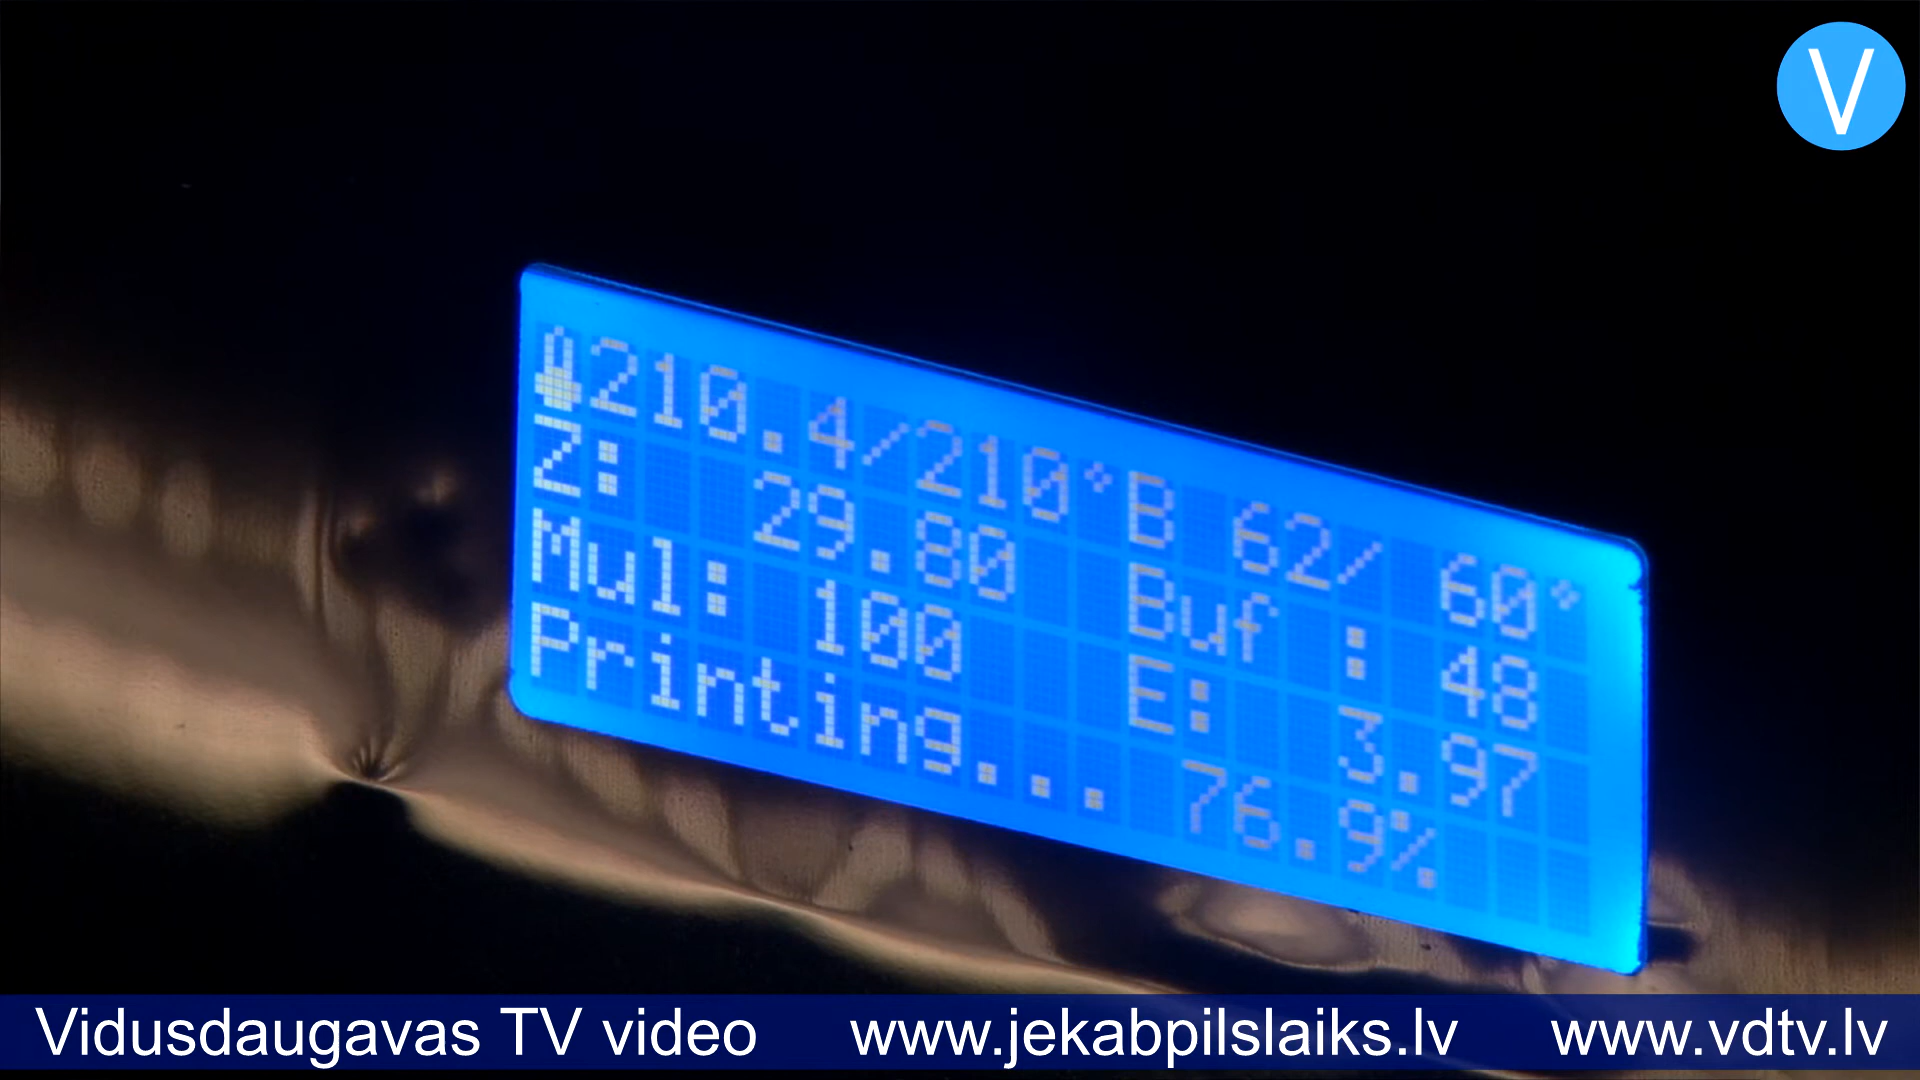 V
210.4/210°B 62/ 60°
Z: 29.80 Buf : 48
Mul: 100 E: 3.97
Printing... 76.9%
Vidusdaugavas TV video www.jekabpilslaiks.lv www.vdtv.lv